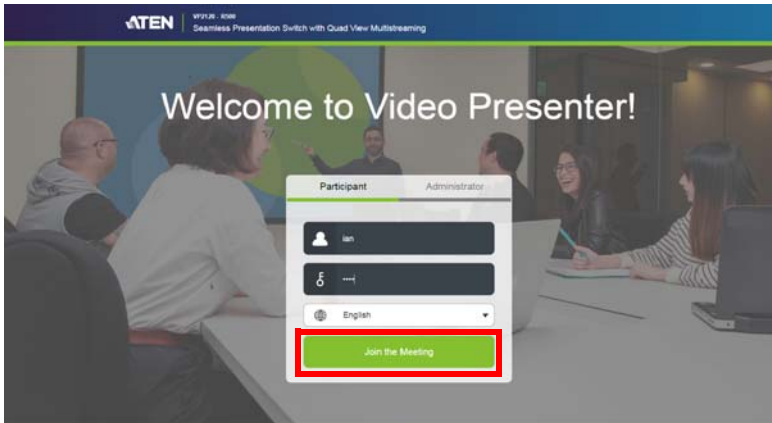 ATEN
VP2120 - R500
Seamless Presentation Switch with Quad View Multistreaming
Welcome to Video Presenter!
Participant
Administrator
ian
English
Join the Meeting